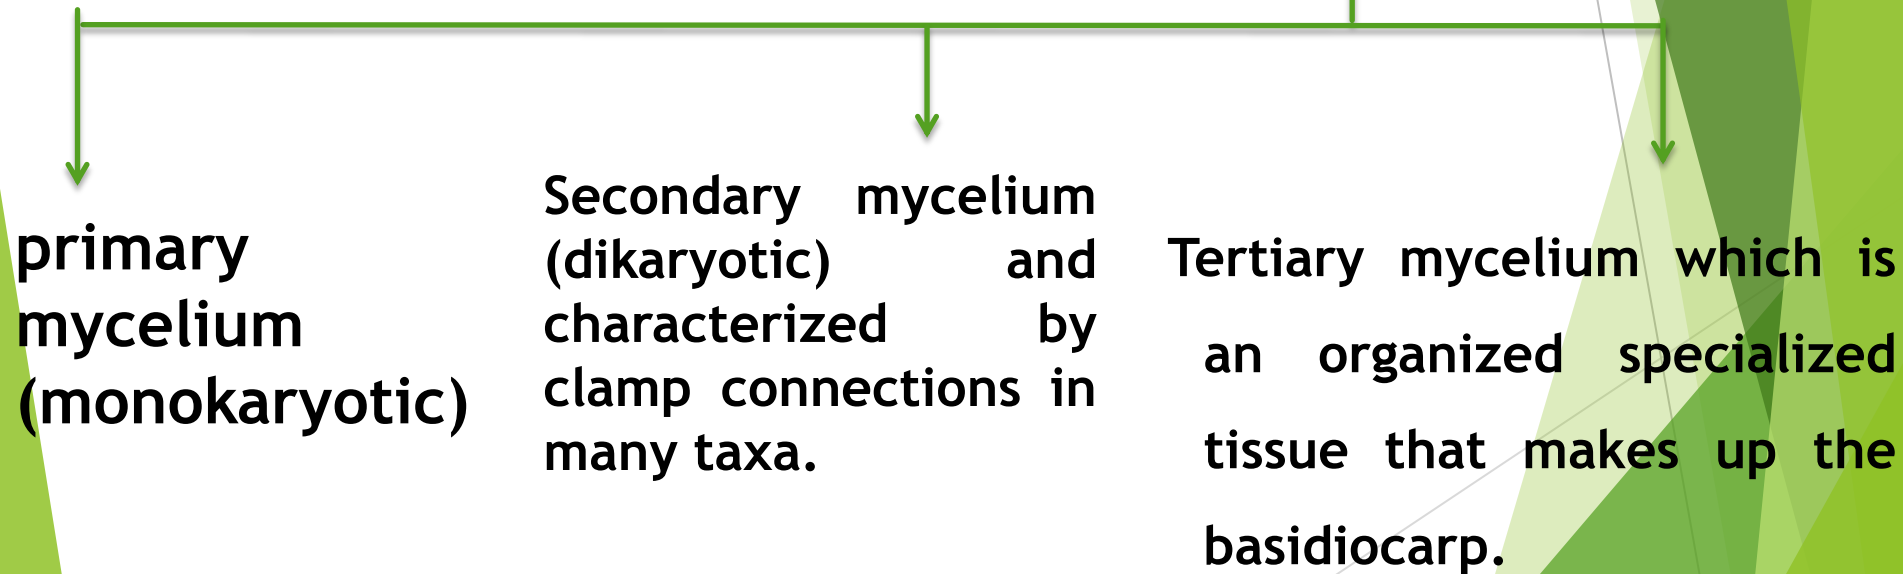 primary
mycelium
(monokaryotic)
Secondary mycelium
(dikaryotic) and
characterized by
clamp connections in
many taxa.
Tertiary mycelium which is
an organized specialized
tissue that makes up the
basidiocarp.